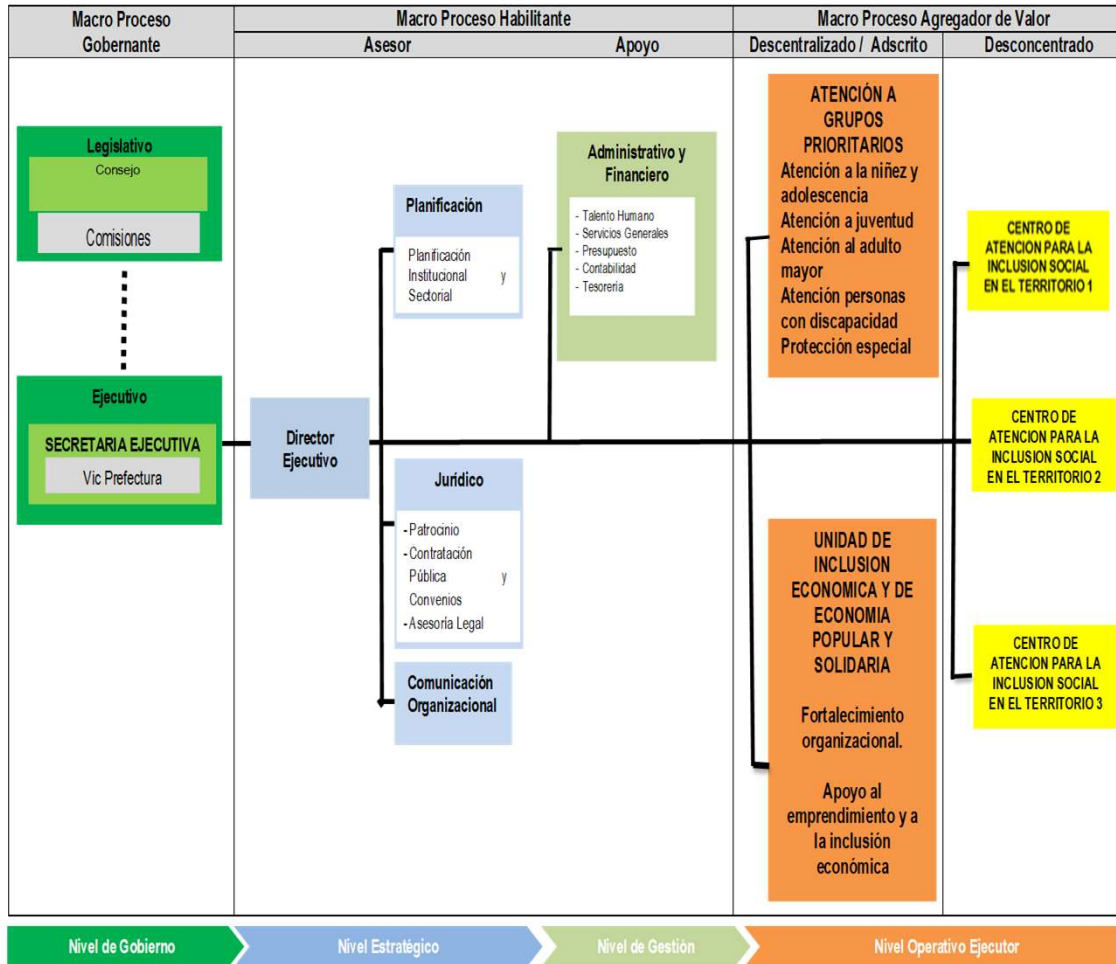 Macro Proceso
Gobernante
Macro Proceso Habilitante
Macro Proceso Agregador de Valor
Asesor
Apoyo
Descentralizado / Adscrito
Desconcentrado
Legislativo
Consejo
Comisiones
Ejecutivo
SECRETARIA EJECUTIVA
Vic Prefectura
Director
Ejecutivo
Planificación
Planificación
Institucional y
Sectorial
Jurídico
- Patrocinio
- Contratación
Pública y
Convenios
- Asesoría Legal
Comunicación
Organizacional
Administrativo y
Financiero
- Talento Humano
- Servicios Generales
- Presupuesto
- Contabilidad
- Tesoreria
ATENCIÓN A
GRUPOS
PRIORITARIOS
Atención a la niñez y
adolescencia
Atención a juventud
Atención al adulto
mayor
Atención personas
con discapacidad
Protección especial
UNIDAD DE
INCLUSION
ECONOMICA Y DE
ECONOMIA
POPULAR Y
SOLIDARIA
Fortalecimiento
organizacional.
Apoyo al
emprendimiento y a
la inclusión
económica
CENTRO DE
ATENCION PARA LA
INCLUSION SOCIAL
EN EL TERRITORIO 1
CENTRO DE
ATENCION PARA LA
INCLUSION SOCIAL
EN EL TERRITORIO 2
CENTRO DE
ATENCION PARA LA
INCLUSION SOCIAL
EN EL TERRITORIO 3
Nivel de Gobierno
Nivel Estratégico
Nivel de Gestión
Nivel Operativo Ejecutor